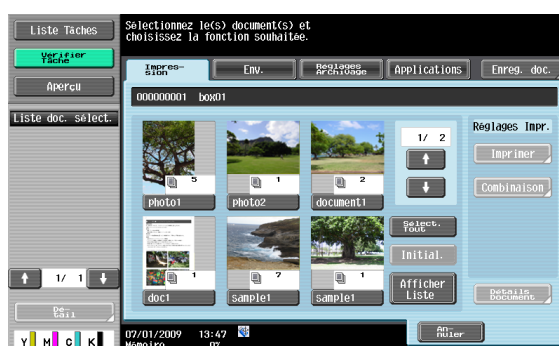 Liste Tâches
Vérifier
Tâche
Aperçu
Liste doc. sélect.
1/ 1
Dé-
tail
Y M C K
Sélectionnez le(s) document(s) et
choisissez la fonction souhaitée.
Impres-
sion
Env.
Réglages
Archivage
Applications
Enreg. doc.
000000001 box01
5
photo1
1
photo2
2
document1
1
doc1
7
sample1
1
sample1
1/ 2
Sélect.
Tout
Initial.
Afficher
Liste
Réglages Impr.
Imprimer
Combinaison
Détails
Document
An-
nuler
07/01/2009 13:47
Mémoire 0%